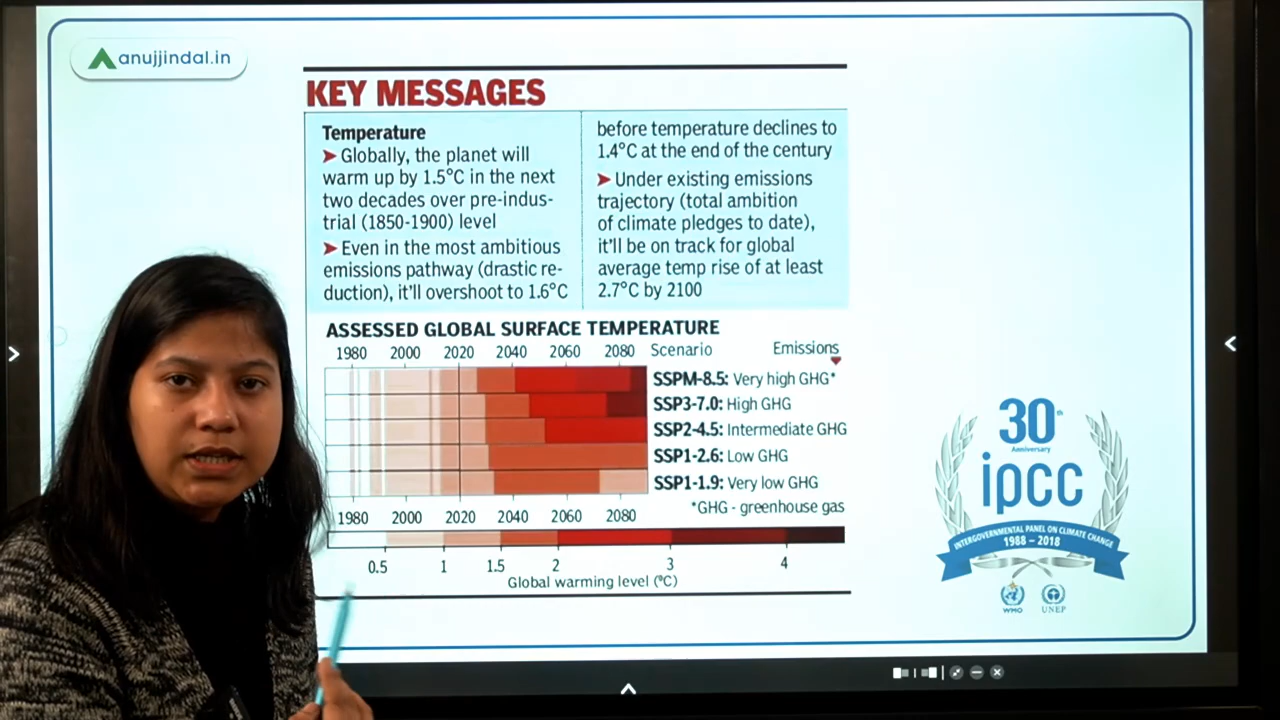 anujjindal.in
KEY MESSAGES
Temperature
➤ Globally, the planet will
warm up by 1.5°C in the next
two decades over pre-indus-
trial (1850-1900) level
➤ Even in the most ambitious
emissions pathway (drastic re-
duction), it'll overshoot to 1.6°C
before temperature declines to
1.4°C at the end of the century
➤ Under existing emissions
trajectory (total ambition
of climate pledges to date),
it'll be on track for global
average temp rise of at least
2.7°C by 2100
ASSESSED GLOBAL SURFACE TEMPERATURE
1980 2000 2020 2040 2060 2080 Scenario Emissions
SSPM-8.5: Very high GHG*
SSP3-7.0: High GHG
SSP2-4.5: Intermediate GHG
SSP1-2.6: Low GHG
SSP1-1.9: Very low GHG
*GHG - greenhouse gas
1980 2000 2020 2040 2060 2080
0.5 1 1.5 2 3 4
Global warming level (°C)
30th
Anniversary
ipcc
INTERGOVERNMENTAL PANEL ON CLIMATE CHANGE
1988 – 2018
WMO UNEP